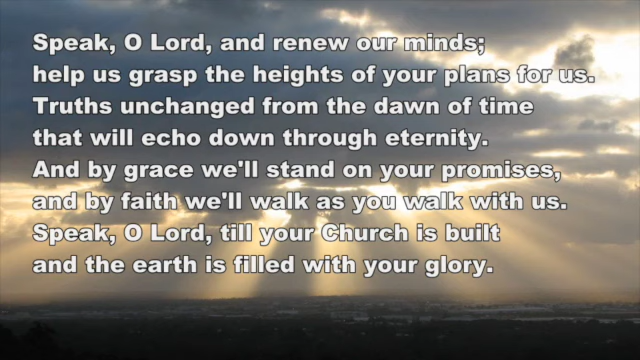 Speak, O Lord, and renew our minds;
help us grasp the heights of your plans for us.
Truths unchanged from the dawn of time
that will echo down through eternity.
And by grace we'll stand on your promises,
and by faith we'll walk as you walk with us.
Speak, O Lord, till your Church is built
and the earth is filled with your glory.